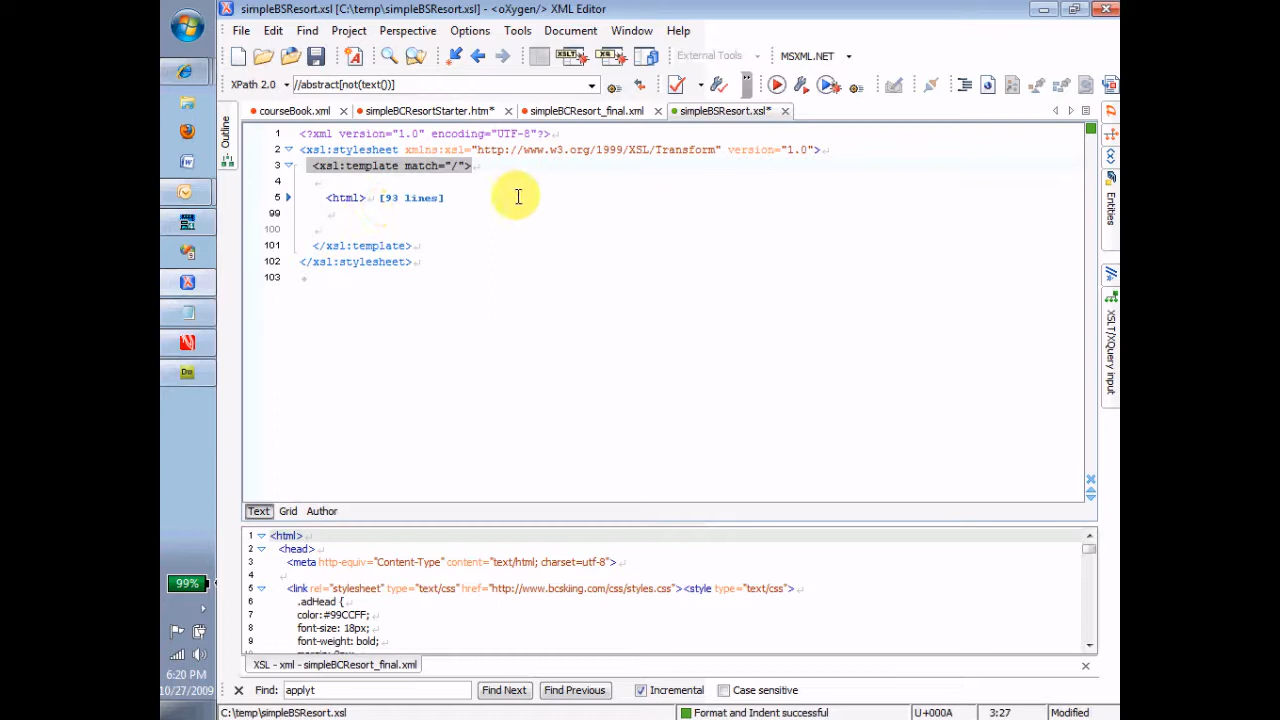 simpleBSResort.xsl [C:\temp\simpleBSResort.xsl] - <oXygen/> XML Editor
File Edit Find Project Perspective Options Tools Document Window Help
External Tools MSXML.NET
XPath 2.0 //abstract[not(text())]
courseBook.xml simpleBCResortStarter.htm* simpleBCResort_final.xml simpleBSResort.xsl*
Outline
1 <?xml version="1.0" encoding="UTF-8"?>
2 <xsl:stylesheet xmlns:xsl="http://www.w3.org/1999/XSL/Transform" version="1.0">
3 <xsl:template match="/">
4
5 <html> [93 lines]
99
100
101 </xsl:template>
102 </xsl:stylesheet>
103
Entities
XSLT/XQuery input
Text Grid Author
1 <html>
2 <head>
3 <meta http-equiv="Content-Type" content="text/html; charset=utf-8">
4
5 <link rel="stylesheet" type="text/css" href="http://www.bcskiing.com/css/styles.css"><style type="text/css">
6 .adHead {
7 color: #99CCFF;
8 font-size: 18px;
9 font-weight: bold;
XSL - xml - simpleBCResort_final.xml
Find: applyt Find Next Find Previous Incremental Case sensitive
C:\temp\simpleBSResort.xsl Format and Indent successful U+000A 3:27 Modified
99%
6:20 PM
10/27/2009
Dw